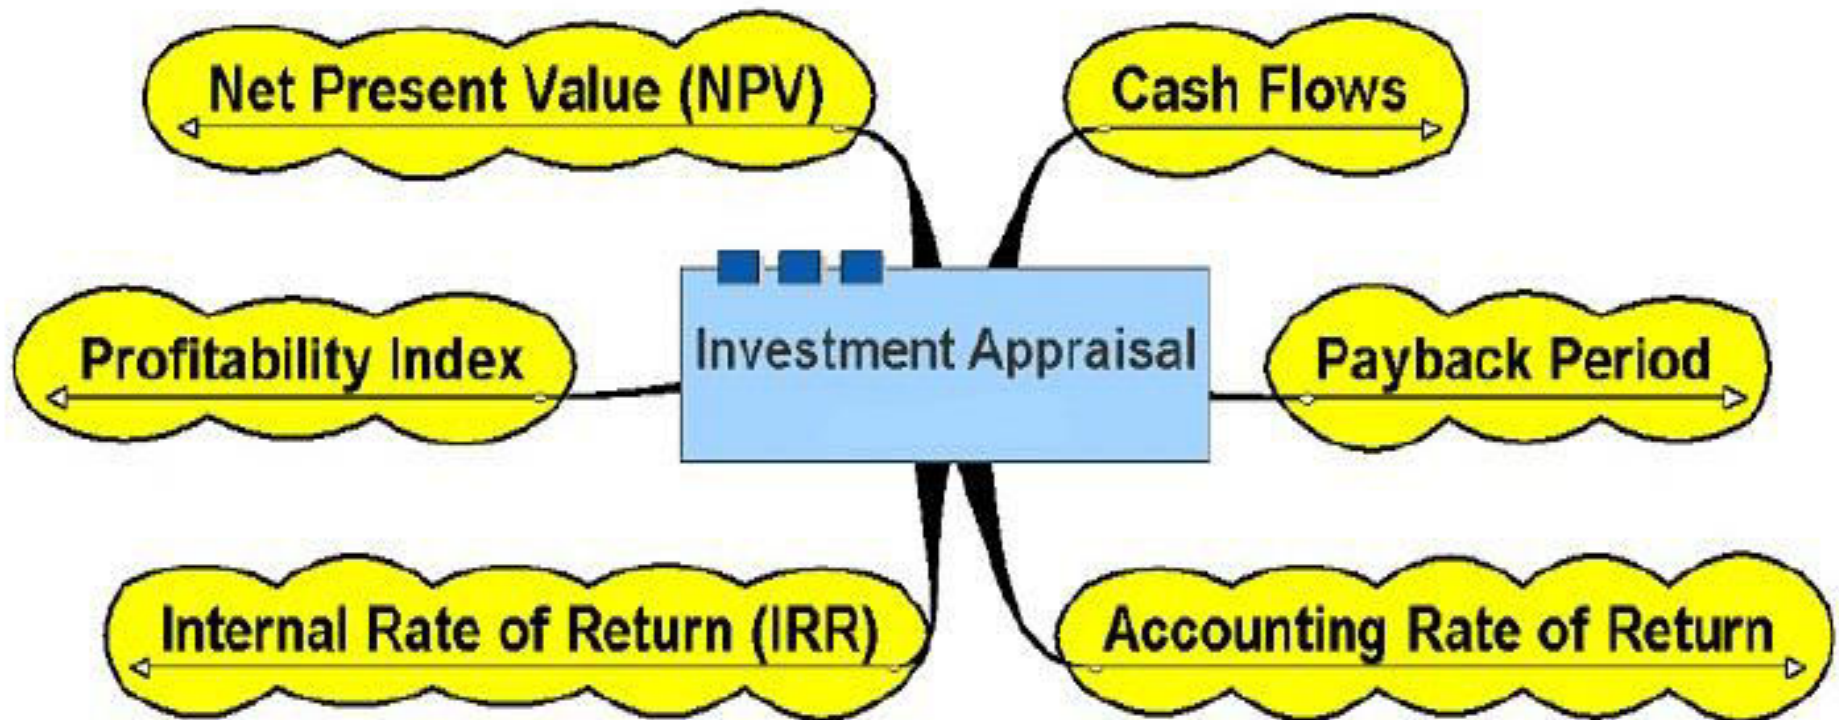 Net Present Value (NPV)
Cash Flows
Profitability Index
Investment Appraisal
Payback Period
Internal Rate of Return (IRR)
Accounting Rate of Return